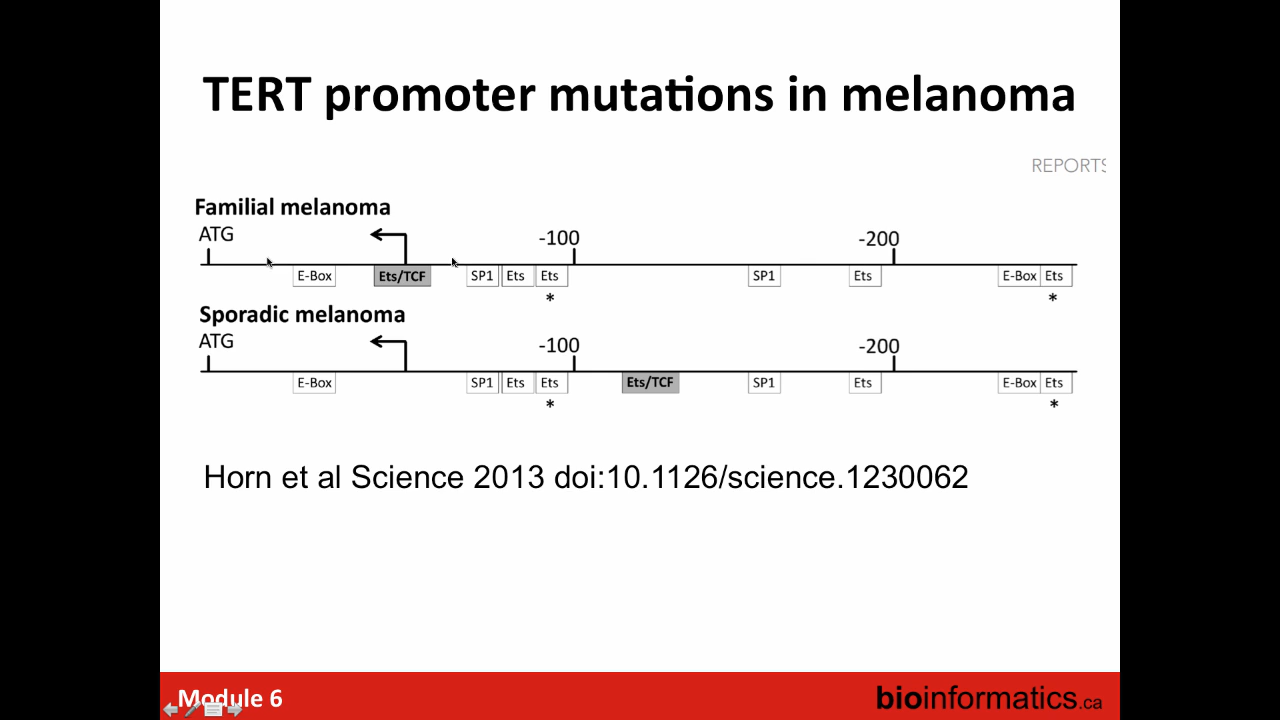 TERT promoter mutations in melanoma
REPORTS
Familial melanoma
ATG -100 -200
E-Box Ets/TCF SP1 Ets Ets SP1 Ets E-Box Ets
* *
Sporadic melanoma
ATG -100 -200
E-Box SP1 Ets Ets Ets/TCF SP1 Ets E-Box Ets
* *
Horn et al Science 2013 doi:10.1126/science.1230062
Module 6
bioinformatics.ca